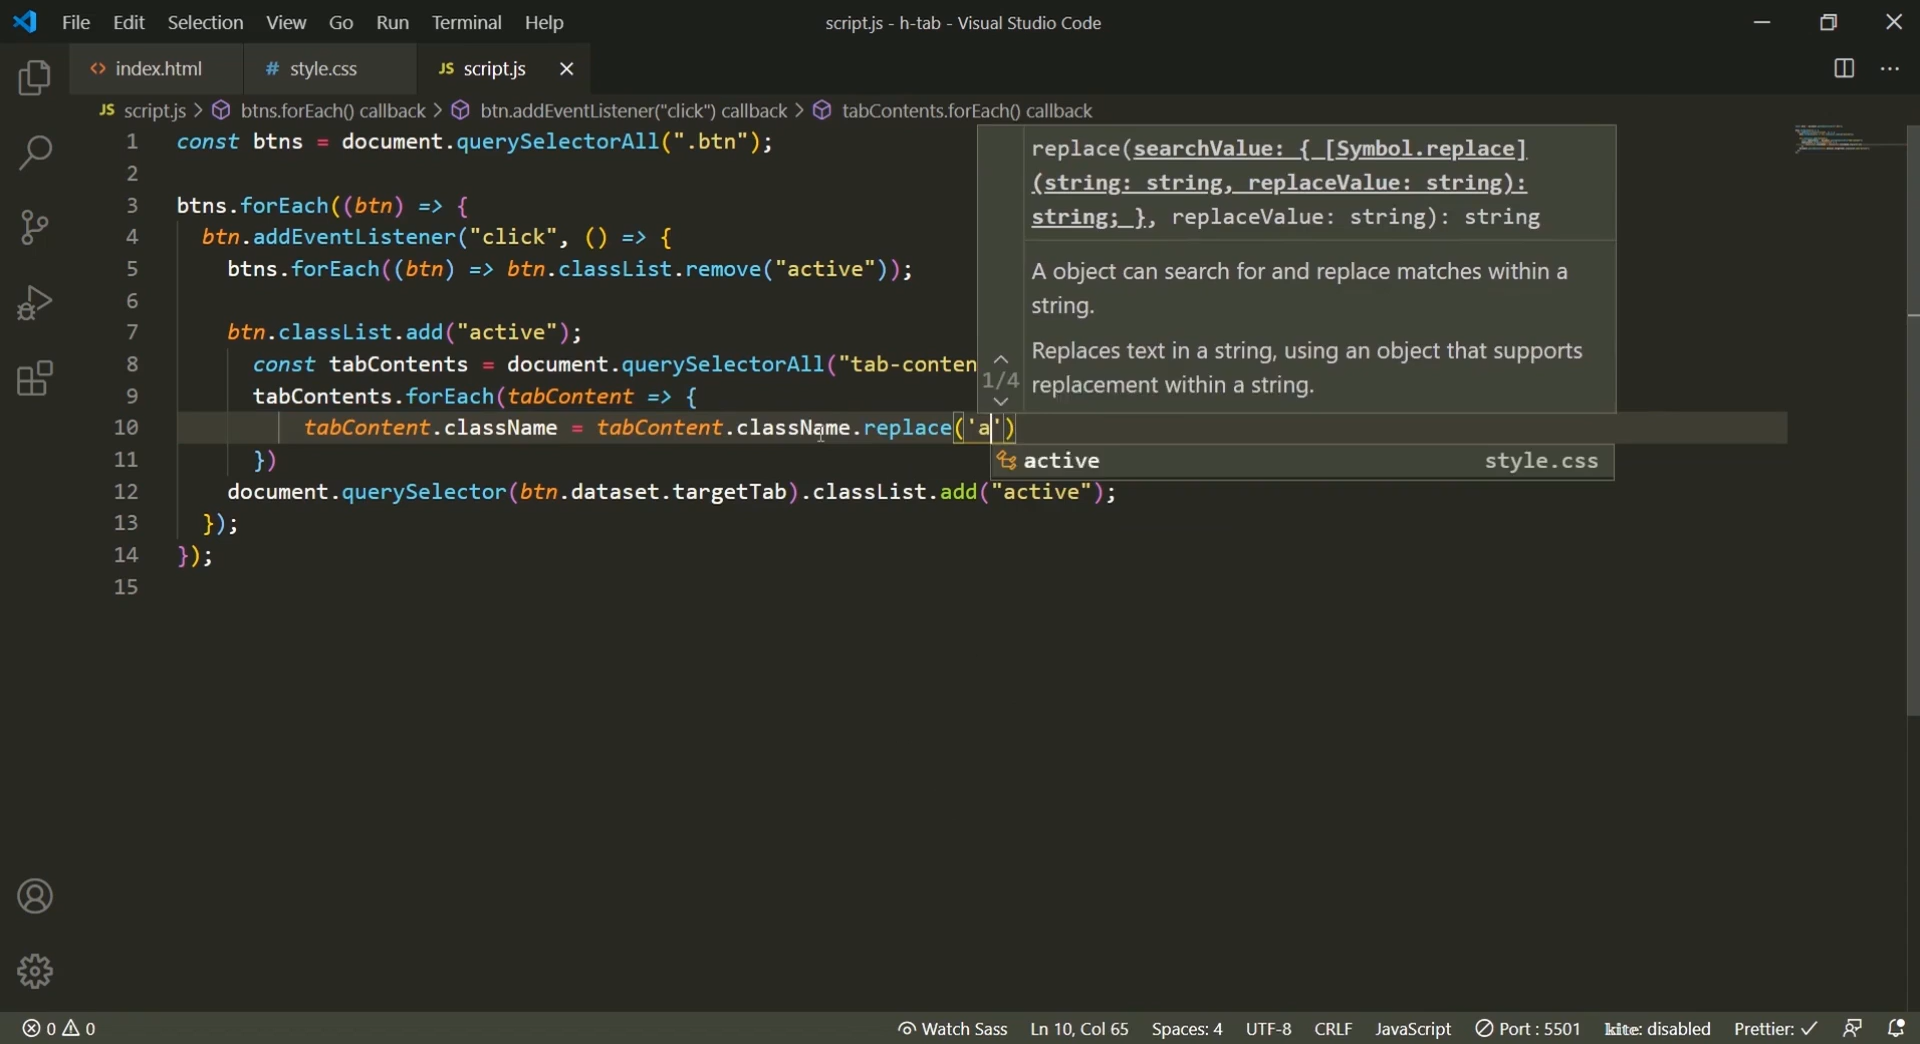 File Edit Selection View Go Run Terminal Help script.js - h-tab - Visual Studio Code
<> index.html # style.css JS script.js
JS script.js > btns.forEach() callback > btn.addEventListener("click") callback > tabContents.forEach() callback
1 const btns = document.querySelectorAll(".btn");
2
3 btns.forEach((btn) => {
4 btn.addEventListener("click", () => {
5 btns.forEach((btn) => btn.classList.remove("active"));
6
7 btn.classList.add("active");
8 const tabContents = document.querySelectorAll("tab-conten
9 tabContents.forEach(tabContent => {
10 tabContent.className = tabContent.className.replace('a')
11 })
12 document.querySelector(btn.dataset.targetTab).classList.add("active");
13 });
14 });
15
replace(searchValue: { [Symbol.replace]
(string: string, replaceValue: string):
string; }, replaceValue: string): string
A object can search for and replace matches within a
string.
1/4
Replaces text in a string, using an object that supports
replacement within a string.
active style.css
0 0 Watch Sass Ln 10, Col 65 Spaces: 4 UTF-8 CRLF JavaScript Port : 5501 kite: disabled Prettier: ✓